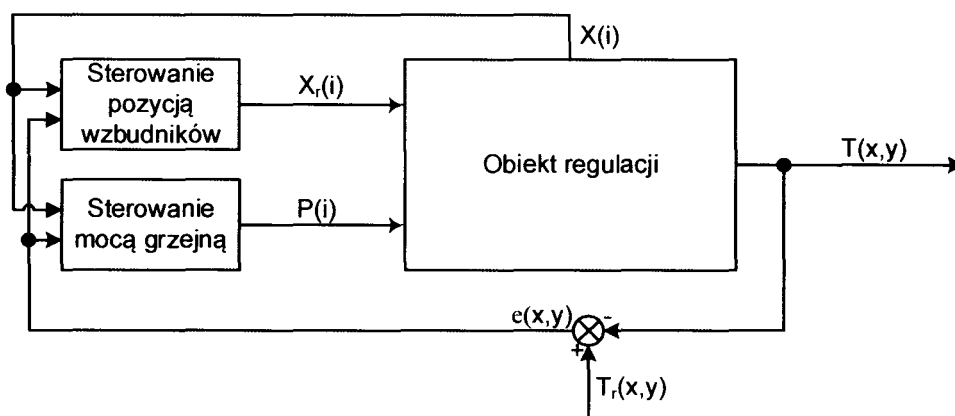 X(i)
Sterowanie
pozycją
wzbudników
Xr(i)
Obiekt regulacji
T(x,y)
Sterowanie
mocą grzejną
P(i)
e(x,y)
-
+
Tr(x,y)